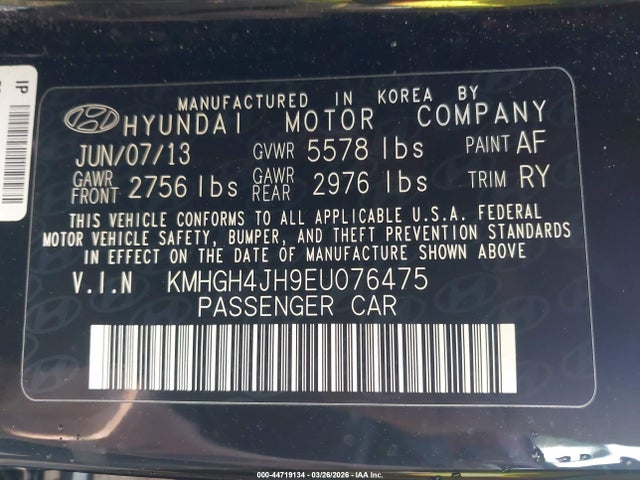 IP
MANUFACTURED IN KOREA BY
HYUNDAI MOTOR COMPANY
JUN/07/13 GVWR 5578 lbs PAINT AF
GAWR FRONT 2756 lbs GAWR REAR 2976 lbs TRIM RY
THIS VEHICLE CONFORMS TO ALL APPLICABLE U.S.A. FEDERAL
MOTOR VEHICLE SAFETY, BUMPER, AND THEFT PREVENTION STANDARDS
IN EFFECT ON THE DATE OF MANUFACTURE SHOWN ABOVE
V.I.N KMHGH4JH9EU076475
PASSENGER CAR
000-44719134 - 03/26/2026 - IAA Inc.